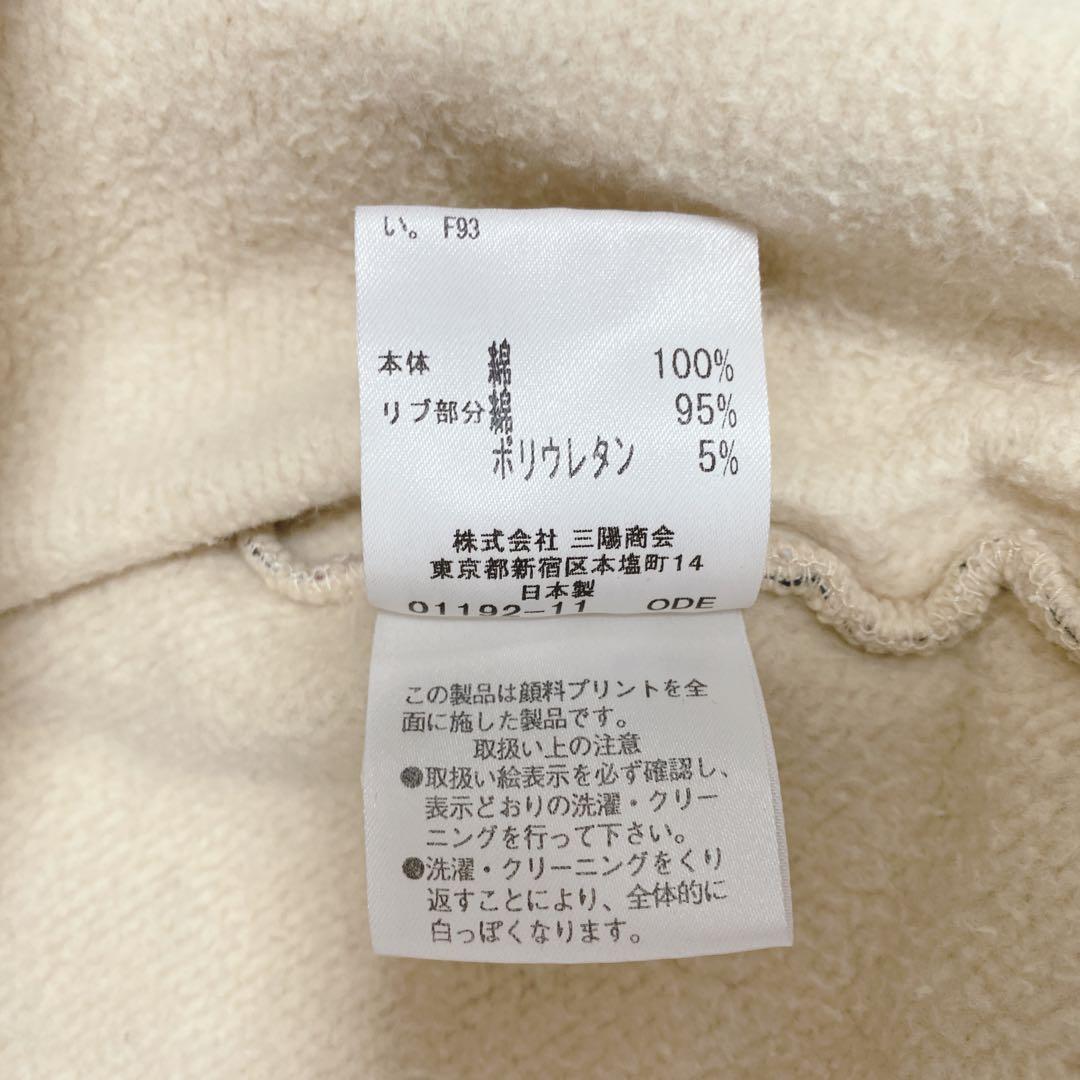 い。 F93
本体 綿 100%
リブ部分綿 95%
ポリウレタン 5%
株式会社 三陽商会
東京都新宿区本塩町14
日本製
01192-11 ODE
この製品は顔料プリントを全
面に施した製品です。
取扱い上の注意
●取扱い絵表示を必ず確認し、
表示どおりの洗濯・クリー
ニングを行って下さい。
●洗濯・クリーニングをくり
返すことにより、全体的に
白っぽくなります。